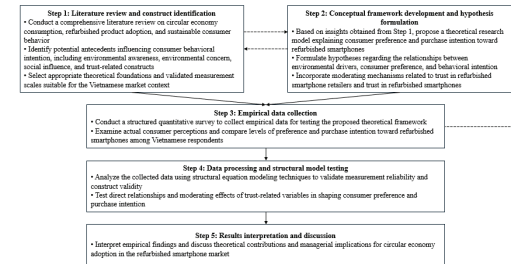 Step 1: Literature review and construct identification
• Conduct a comprehensive literature review on circular economy
consumption, refurbished product adoption, and sustainable consumer
behavior
• Identify potential antecedents influencing consumer behavioral
intention, including environmental awareness, environmental concern,
social influence, and trust-related constructs
• Select appropriate theoretical foundations and validated measurement
scales suitable for the Vietnamese market context
Step 2: Conceptual framework development and hypothesis
formulation
• Based on insights obtained from Step 1, propose a theoretical research
model explaining consumer preference and purchase intention toward
refurbished smartphones
• Formulate hypotheses regarding the relationships between
environmental drivers, consumer preference, and behavioral intention
• Incorporate moderating mechanisms related to trust in refurbished
smartphone retailers and trust in refurbished smartphones
Step 3: Empirical data collection
• Conduct a structured quantitative survey to collect empirical data for testing the proposed theoretical framework
• Examine actual consumer perceptions and compare levels of preference and purchase intention toward refurbished
smartphones among Vietnamese respondents
Step 4: Data processing and structural model testing
• Analyze the collected data using structural equation modeling techniques to validate measurement reliability and
construct validity
• Test direct relationships and moderating effects of trust-related variables in shaping consumer preference and
purchase intention
Step 5: Results interpretation and discussion
• Interpret empirical findings and discuss theoretical contributions and managerial implications for circular economy
adoption in the refurbished smartphone market